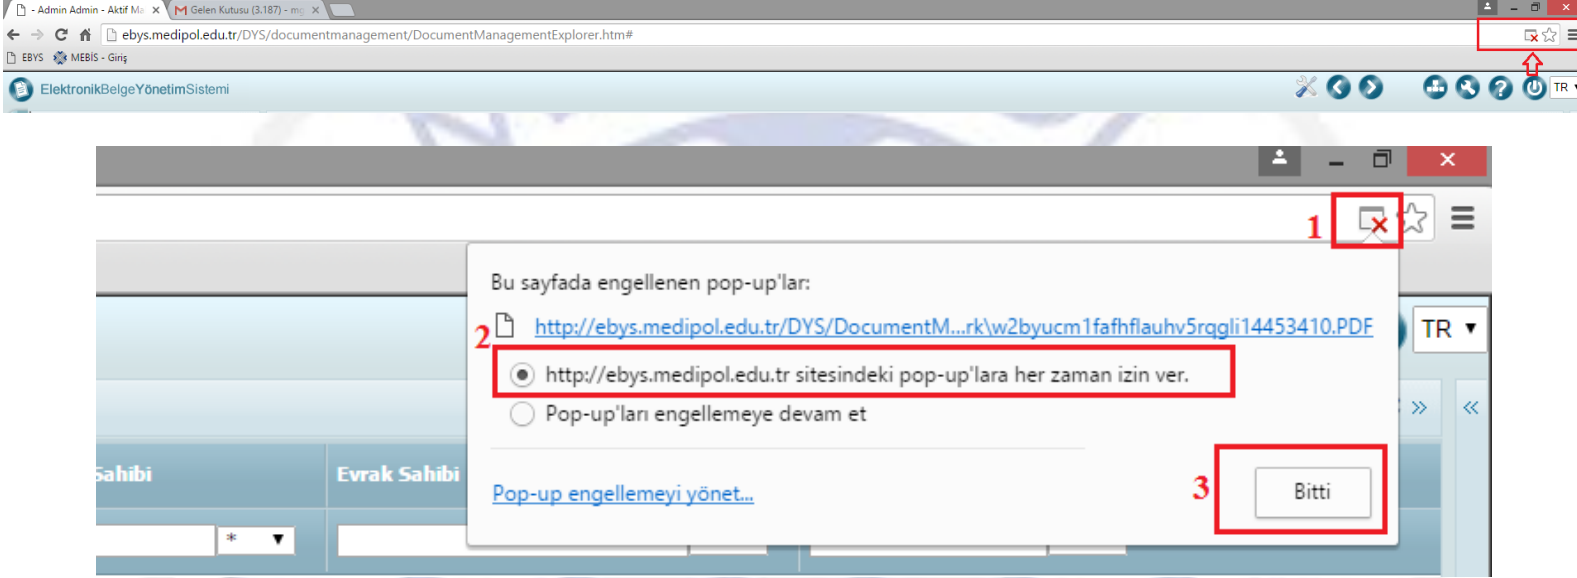 - Admin Admin - Aktif Me
Gelen Kutusu (3.187) - mg
ebys.medipol.edu.tr/DYS/documentmanagement/DocumentManagementExplorer.htm#
EBYS MEBİS - Giriş
ElektronikBelgeYönetimSistemi
TR
1
Bu sayfada engellenen pop-up'lar:
2
http://ebys.medipol.edu.tr/DYS/DocumentM...rk\w2byucm1fafhflauhv5rqgli14453410.PDF
TR
http://ebys.medipol.edu.tr sitesindeki pop-up'lara her zaman izin ver.
Pop-up'ları engellemeye devam et
Sahibi
Evrak Sahibi
Pop-up engellemeyi yönet...
3
Bitti
*